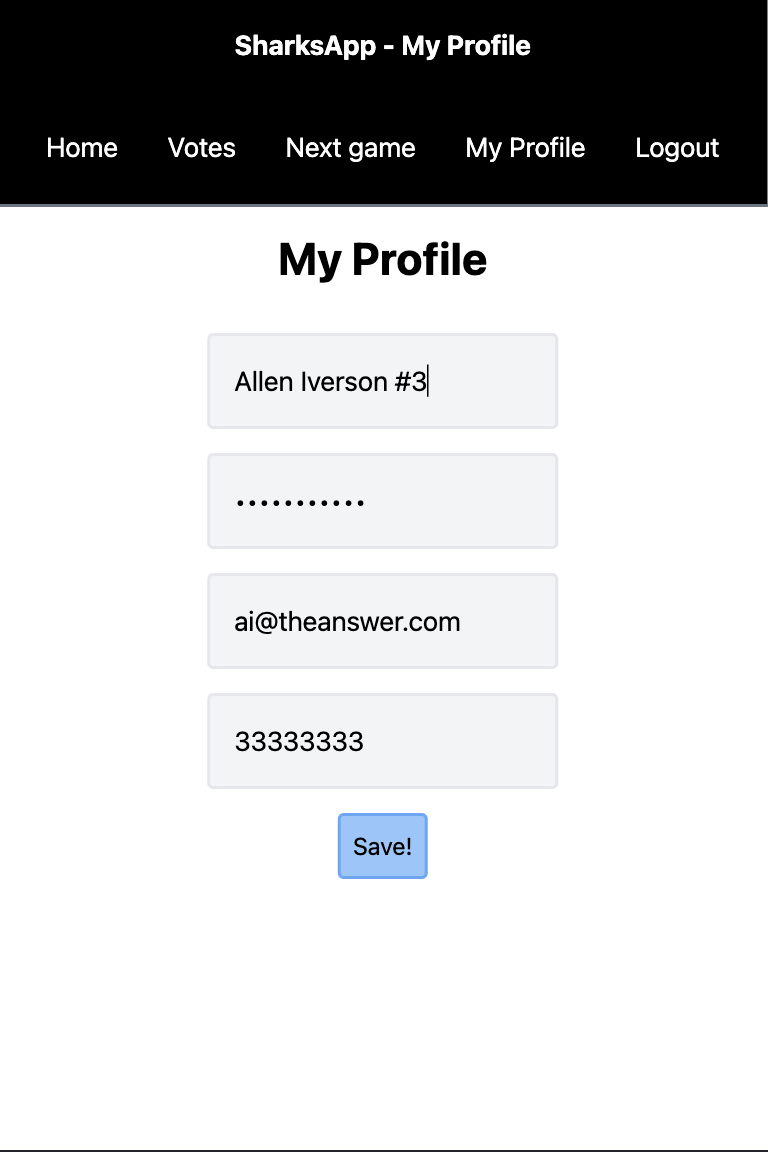 SharksApp - My Profile
Home Votes Next game My Profile Logout
My Profile
Allen Iverson #3
•••••••••••
ai@theanswer.com
33333333
Save!